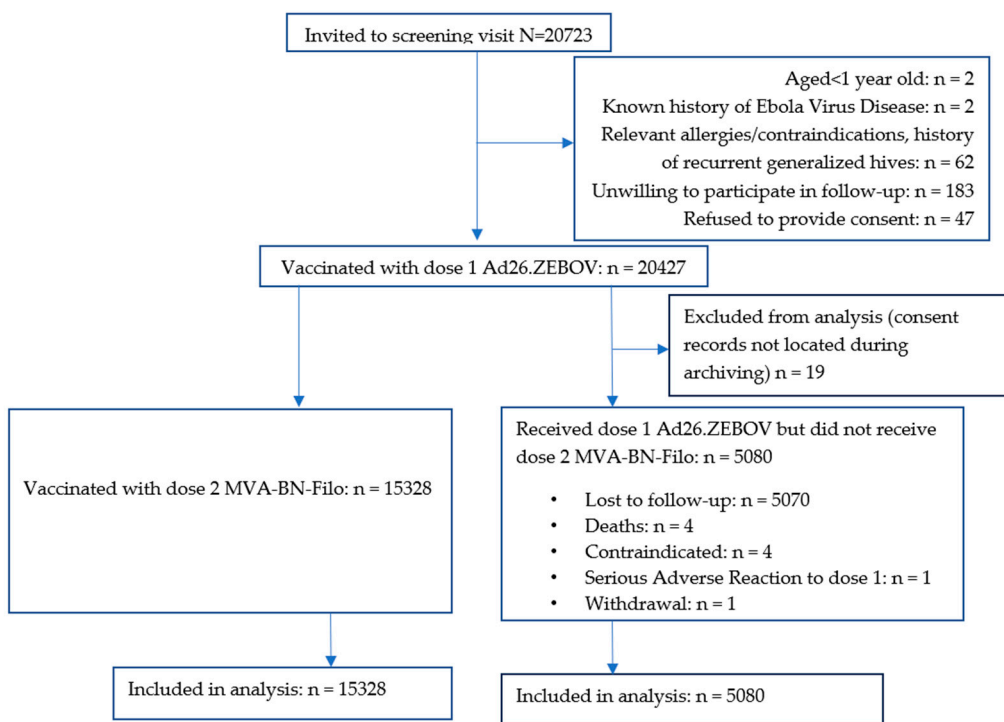 Invited to screening visit N=20723
Aged<1 year old: n = 2
Known history of Ebola Virus Disease: n = 2
Relevant allergies/contraindications, history
of recurrent generalized hives: n = 62
Unwilling to participate in follow-up: n = 183
Refused to provide consent: n = 47
Vaccinated with dose 1 Ad26.ZEBOV: n = 20427
Excluded from analysis (consent
records not located during
archiving) n = 19
Vaccinated with dose 2 MVA-BN-Filo: n = 15328
Received dose 1 Ad26.ZEBOV but did not receive
dose 2 MVA-BN-Filo: n = 5080
• Lost to follow-up: n = 5070
• Deaths: n = 4
• Contraindicated: n = 4
• Serious Adverse Reaction to dose 1: n = 1
• Withdrawal: n = 1
Included in analysis: n = 15328
Included in analysis: n = 5080